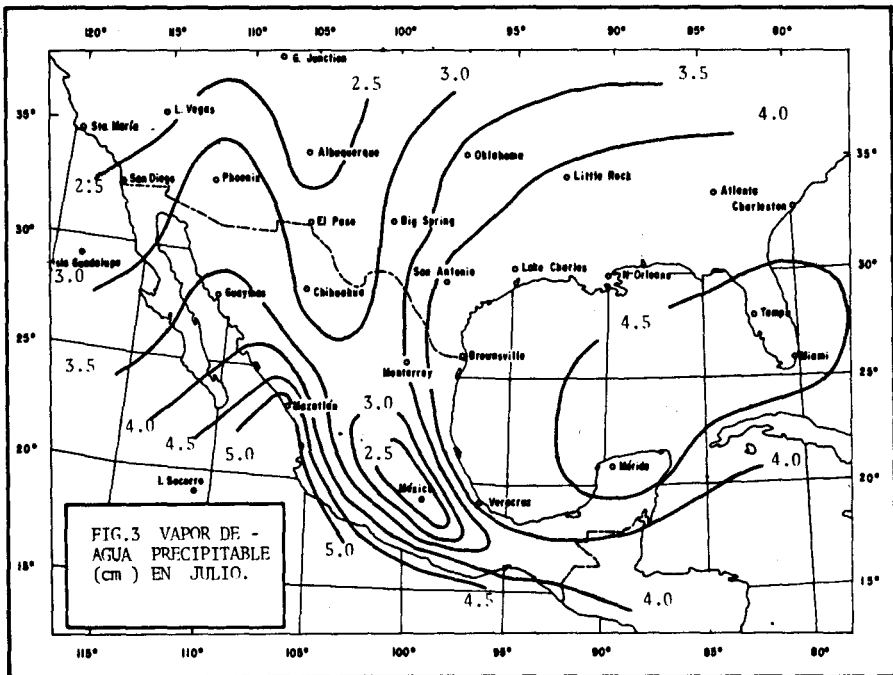 120° 115° 110° 105° 100° 95° 90° 85°
G. Junction
2.5
3.0
3.5
35°
L. Vegas
4.0
Sta. María
Albuquerque
Oklahoma
35°
2.5
San Diego
Phoenix
Little Rock
Atlanta
Charleston
30°
El Paso
Big Spring
Isla Guadalupe
San Antonio
Lake Charles
N. Orleans
30°
3.0
Chihuahua
Guaymas
4.5
Tampa
25°
3.5
Monterrey
Brownsville
Miami
25°
4.0
Mazatlán
3.0
4.5
20°
5.0
2.5
Mérida
4.0
20°
I. Socorro
México
Veracruz
FIG.3 VAPOR DE -
AGUA PRECIPITABLE
(cm ) EN JULIO.
5.0
15°
4.5
4.0
15°
115° 110° 105° 100° 95° 90° 85° 80°